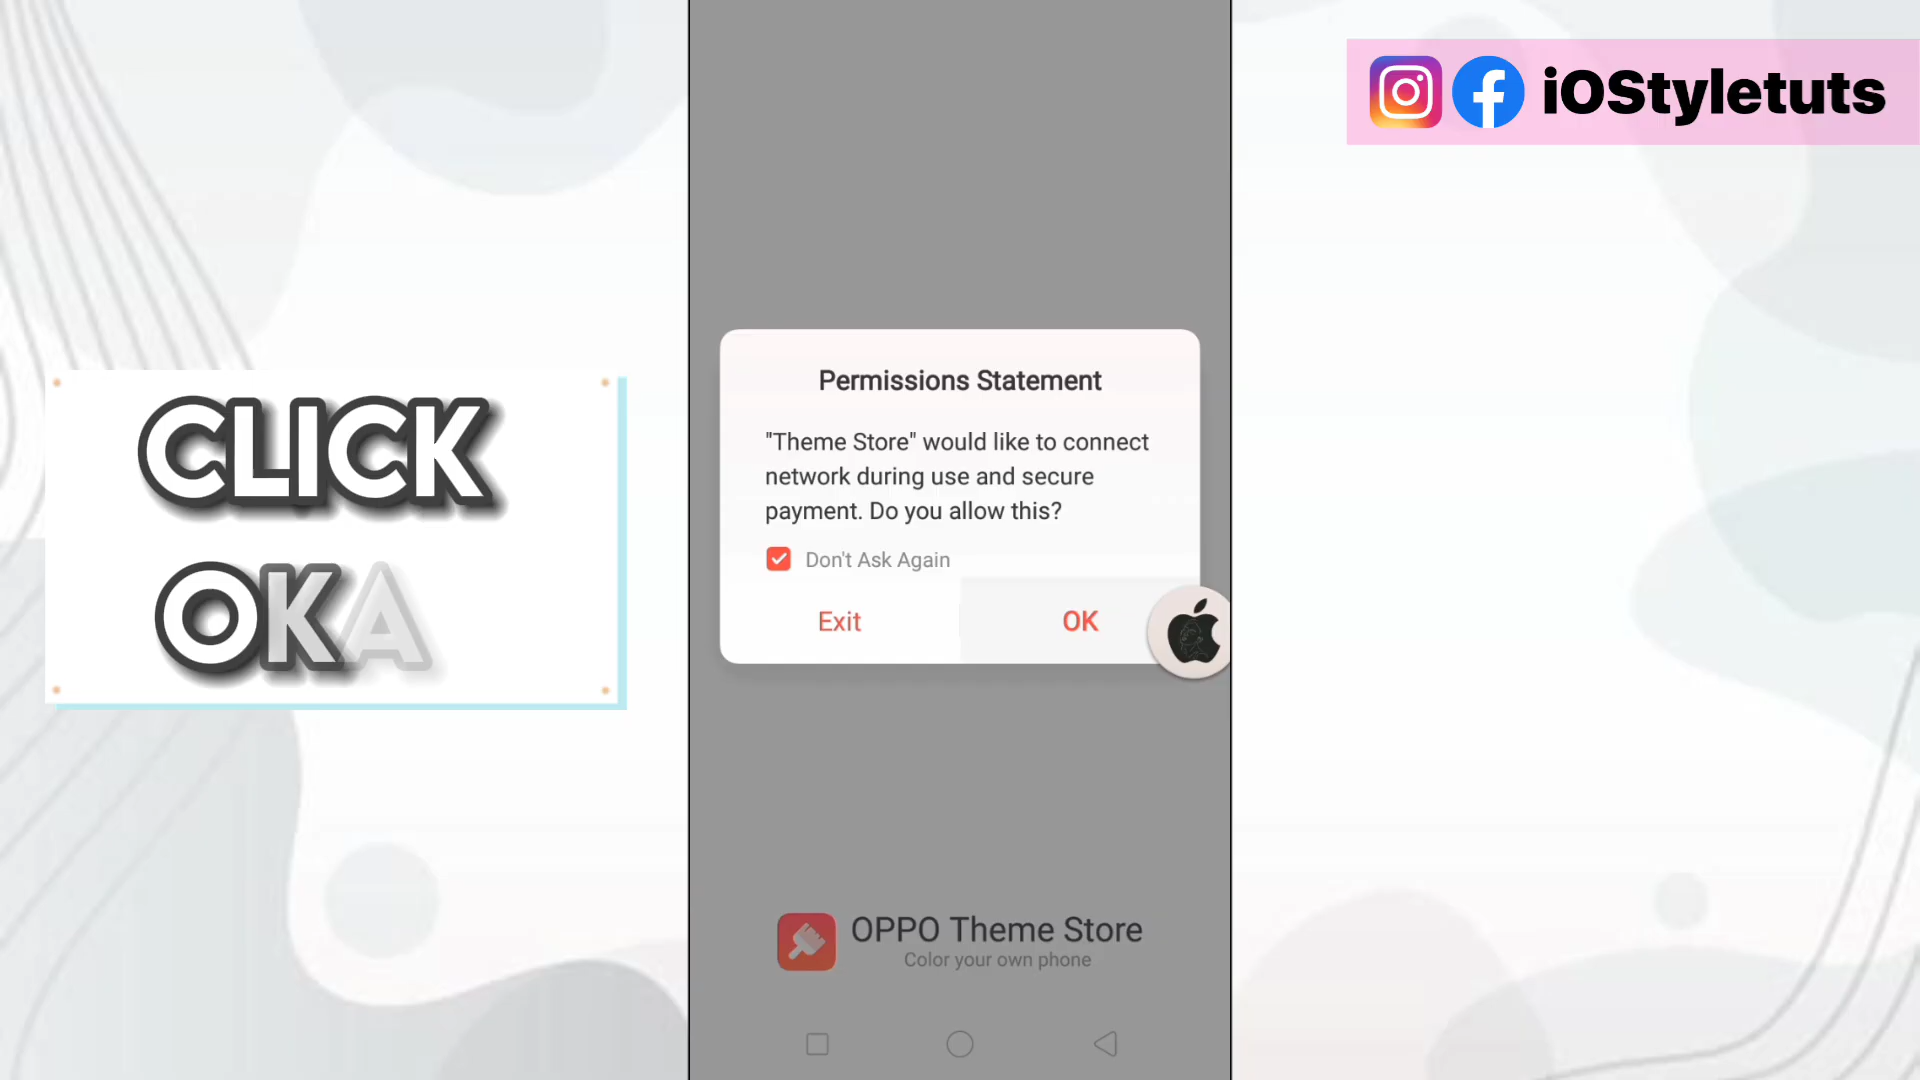 iOStyletuts
CLICK
OKA
Permissions Statement
"Theme Store" would like to connect
network during use and secure
payment. Do you allow this?
Don't Ask Again
Exit
OK
OPPO Theme Store
Color your own phone